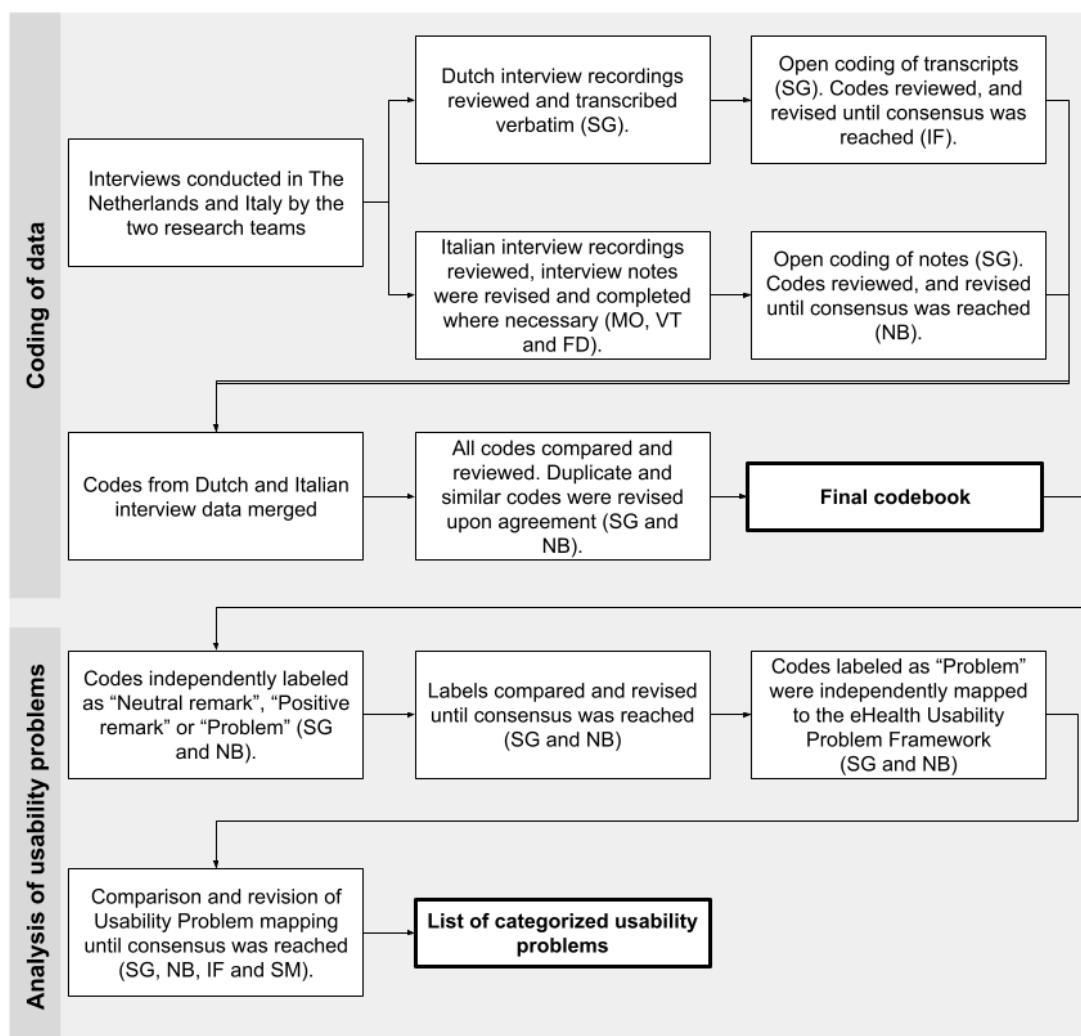 Coding of data
Interviews conducted in The
Netherlands and Italy by the
two research teams
Dutch interview recordings
reviewed and transcribed
verbatim (SG).
Open coding of transcripts
(SG). Codes reviewed, and
revised until consensus was
reached (IF).
Italian interview recordings
reviewed, interview notes
were revised and completed
where necessary (MO, VT
and FD).
Open coding of notes (SG).
Codes reviewed, and revised
until consensus was reached
(NB).
Codes from Dutch and Italian
interview data merged
All codes compared and
reviewed. Duplicate and
similar codes were revised
upon agreement (SG and
NB).
Final codebook
Analysis of usability problems
Codes independently labeled
as “Neutral remark”, “Positive
remark” or “Problem” (SG
and NB).
Labels compared and revised
until consensus was reached
(SG and NB)
Codes labeled as “Problem”
were independently mapped
to the eHealth Usability
Problem Framework
(SG and NB)
Comparison and revision of
Usability Problem mapping
until consensus was reached
(SG, NB, IF and SM).
List of categorized usability
problems